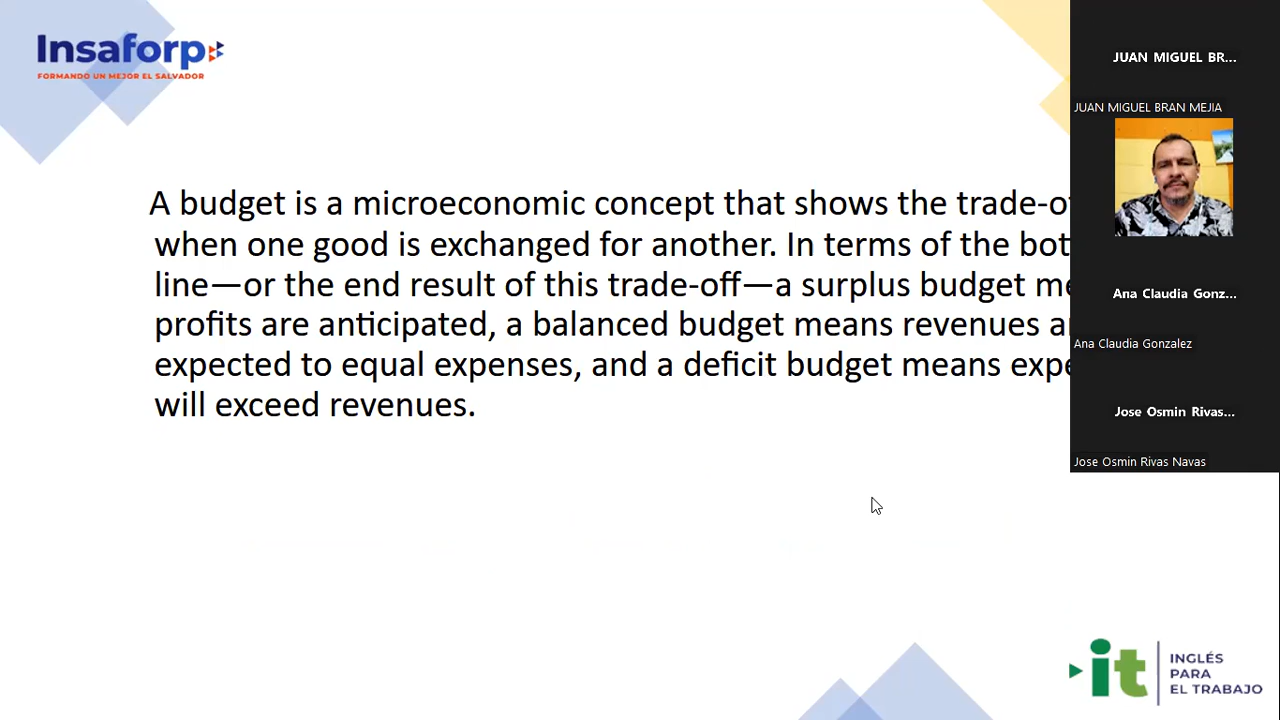 Insaforp
FORMANDO UN MEJOR EL SALVADOR
A budget is a microeconomic concept that shows the
when one good is exchanged for another. In terms of the
line—or the end result of this trade-off—a surplus budget
profits are anticipated, a balanced budget means revenues
expected to equal expenses, and a deficit budget means
will exceed revenues.
JUAN MIGUEL BR...
JUAN MIGUEL BRAN MEJIA
Ana Claudia Gonz...
Ana Claudia Gonzalez
Jose Osmin Rivas...
Jose Osmin Rivas Navas
it
INGLÉS
PARA
EL TRABAJO